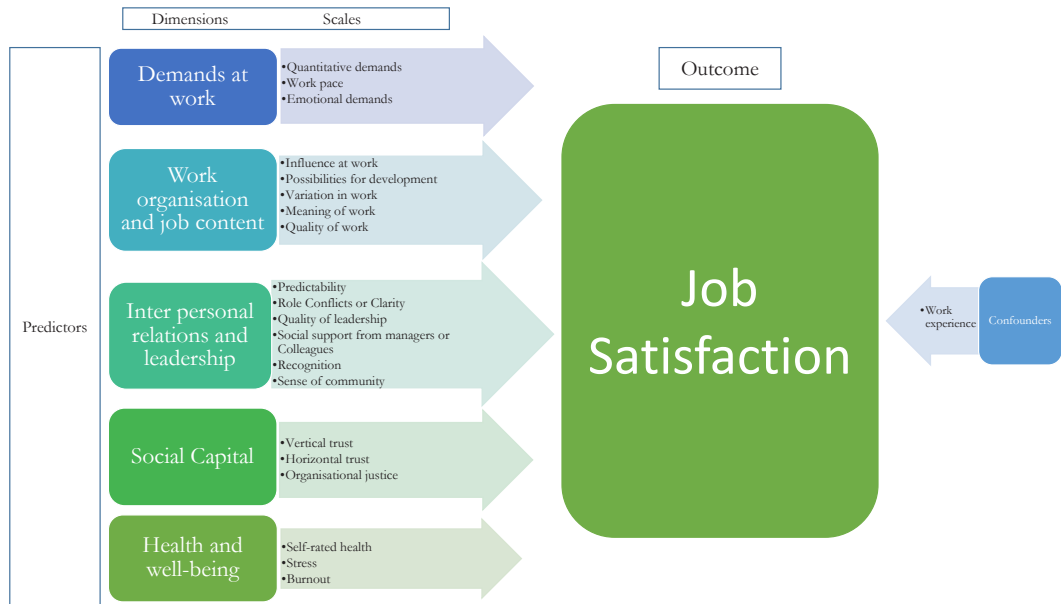 Dimensions
Scales
Predictors
Demands at
work
•Quantitative demands
•Work pace
•Emotional demands
Work
organisation
and job content
•Influence at work
•Possibilities for development
•Variation in work
•Meaning of work
•Quality of work
Inter personal
relations and
leadership
•Predictability
•Role Conflicts or Clarity
•Quality of leadership
•Social support from managers or
Colleagues
•Recognition
•Sense of community
Social Capital
•Vertical trust
•Horizontal trust
•Organisational justice
Health and
well-being
•Self-rated health
•Stress
•Burnout
Outcome
Job
Satisfaction
•Work
experience
Confounders